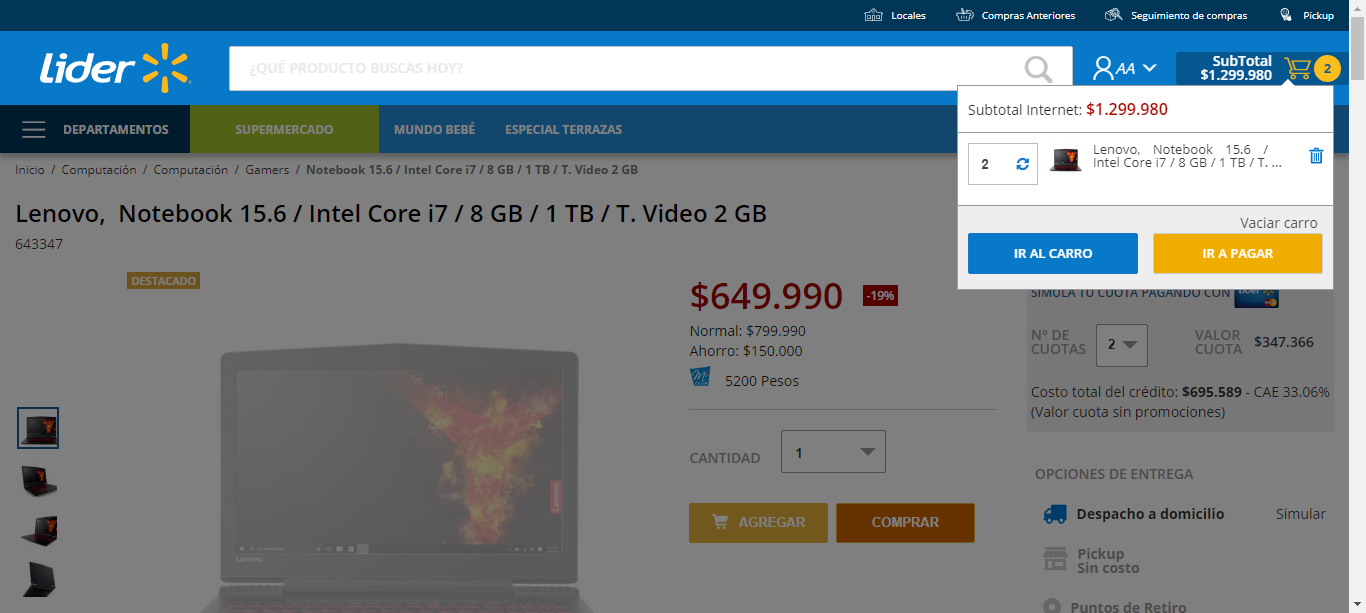 Locales
Compras Anteriores
Seguimiento de compras
Pickup
Lider
¿QUÉ PRODUCTO BUSCAS HOY?
AA
SubTotal
$1.299.980
2
DEPARTAMENTOS
SUPERMERCADO
MUNDO BEBÉ
ESPECIAL TERRAZAS
Subtotal Internet: $1.299.980
2
Lenovo, Notebook 15.6 /
Intel Core i7 / 8 GB / 1 TB / T. ...
Vaciar carro
IR AL CARRO
IR A PAGAR
Inicio / Computación / Computación / Gamers / Notebook 15.6 / Intel Core i7 / 8 GB / 1 TB / T. Video 2 GB
Lenovo, Notebook 15.6 / Intel Core i7 / 8 GB / 1 TB / T. Video 2 GB
643347
DESTACADO
Lenovo
Lenovo
$649.990
-19%
Normal: $799.990
Ahorro: $150.000
5200 Pesos
CANTIDAD
1
AGREGAR
COMPRAR
SIMULA TU CUOTA PAGANDO CON
N° DE
CUOTAS
2
VALOR
CUOTA
$347.366
Costo total del crédito: $695.589 - CAE 33.06%
(Valor cuota sin promociones)
OPCIONES DE ENTREGA
Despacho a domicilio
Simular
Pickup
Sin costo
Puntos de Retiro